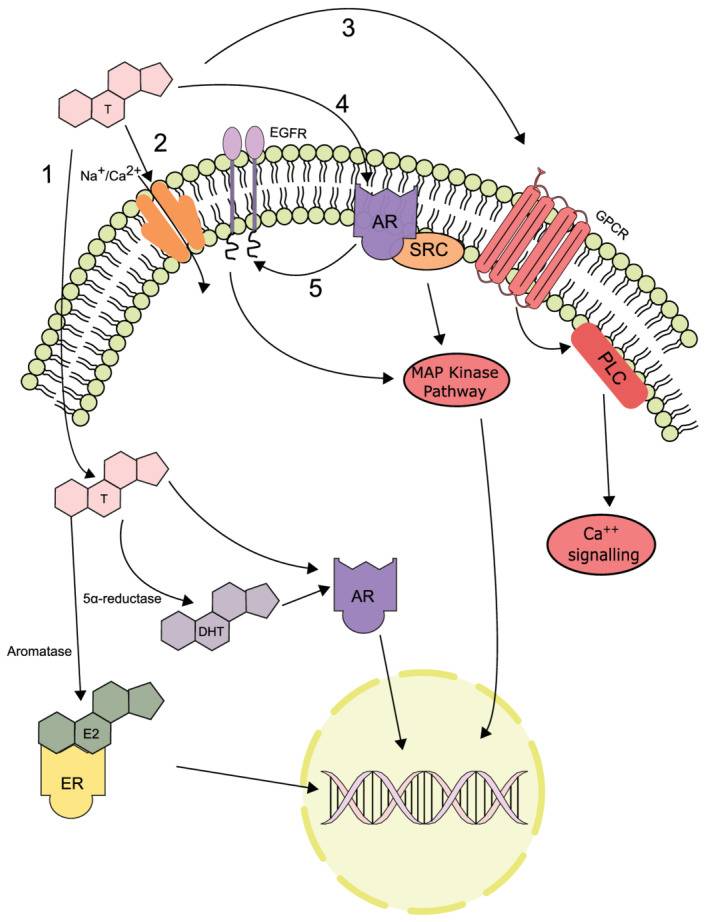 3
T
4
EGFR
2
1
Na⁺/Ca²⁺
GPCR
AR
SRC
5
PLC
MAP Kinase
Pathway
T
Ca⁺⁺
signalling
5α-reductase
AR
DHT
Aromatase
E2
ER